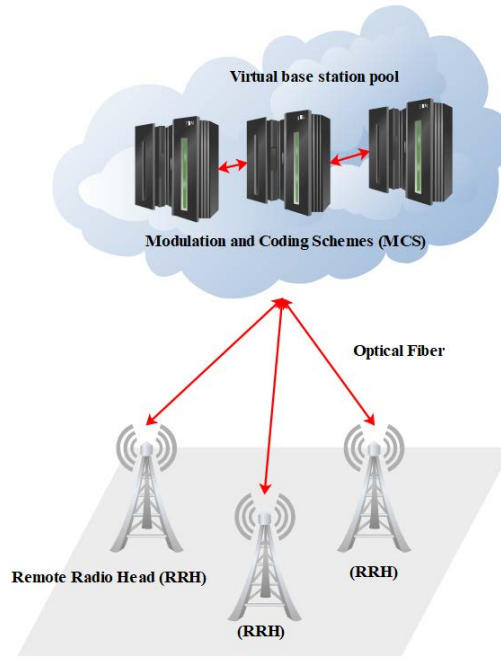 Virtual base station pool
Modulation and Coding Schemes (MCS)
Optical Fiber
Remote Radio Head (RRH)
(RRH)
(RRH)